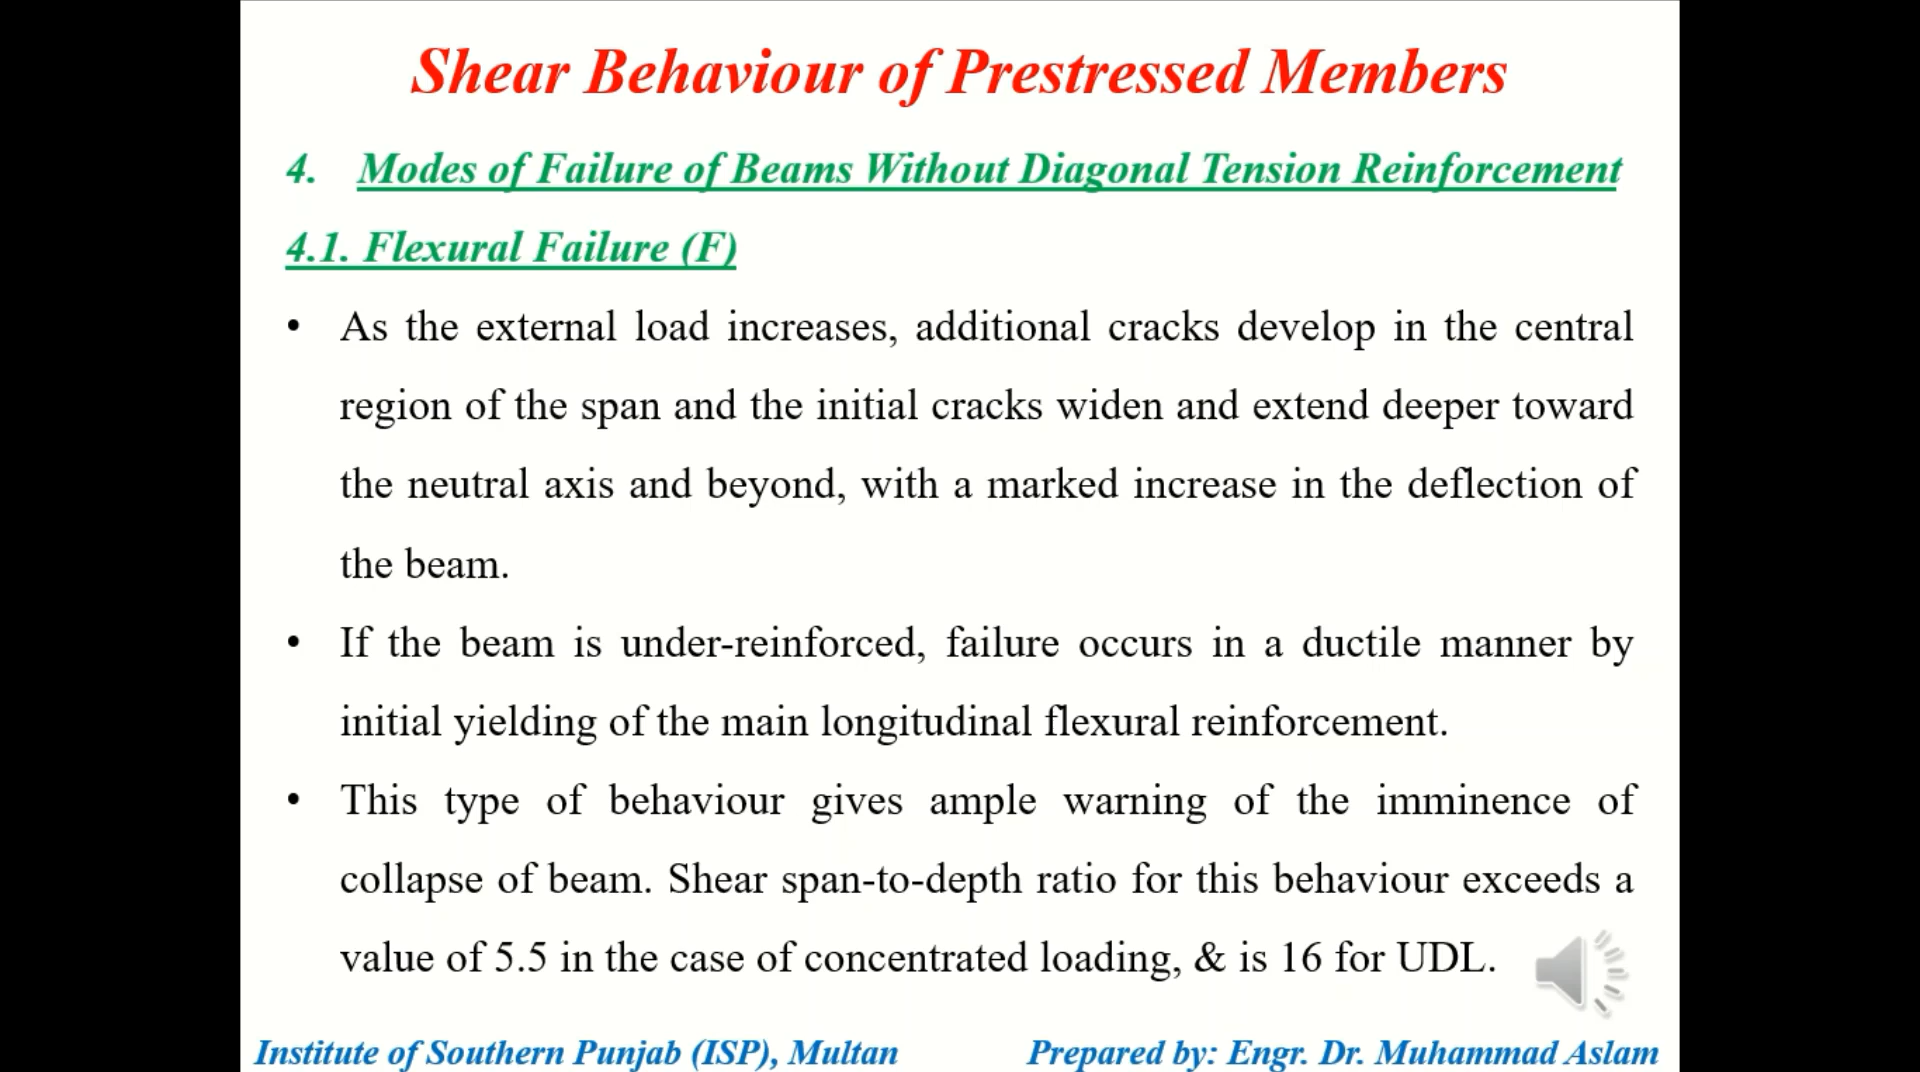 Shear Behaviour of Prestressed Members
4. Modes of Failure of Beams Without Diagonal Tension Reinforcement
4.1. Flexural Failure (F)
• As the external load increases, additional cracks develop in the central
region of the span and the initial cracks widen and extend deeper toward
the neutral axis and beyond, with a marked increase in the deflection of
the beam.
• If the beam is under-reinforced, failure occurs in a ductile manner by
initial yielding of the main longitudinal flexural reinforcement.
• This type of behaviour gives ample warning of the imminence of
collapse of beam. Shear span-to-depth ratio for this behaviour exceeds a
value of 5.5 in the case of concentrated loading, & is 16 for UDL.
Institute of Southern Punjab (ISP), Multan Prepared by: Engr. Dr. Muhammad Aslam